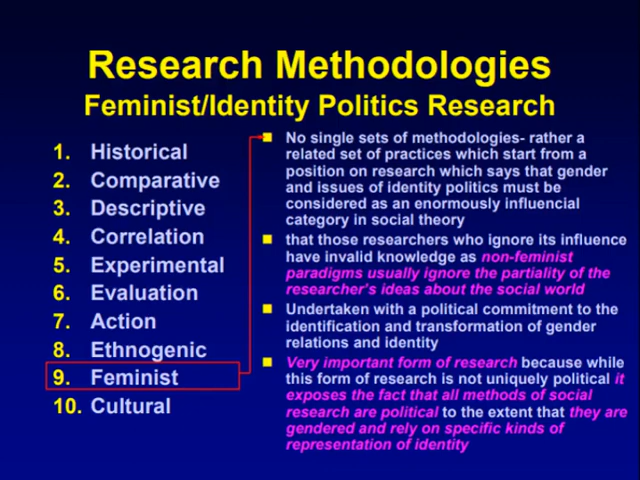 Research Methodologies
Feminist/Identity Politics Research
1. Historical
2. Comparative
3. Descriptive
4. Correlation
5. Experimental
6. Evaluation
7. Action
8. Ethnogenic
9. Feminist
10. Cultural
No single sets of methodologies- rather a
related set of practices which start from a
position on research which says that gender
and issues of identity politics must be
considered as an enormously influencial
category in social theory
that those researchers who ignore its influence
have invalid knowledge as non-feminist
paradigms usually ignore the partiality of the
researcher's ideas about the social world
Undertaken with a political commitment to the
identification and transformation of gender
relations and identity
Very important form of research because while
this form of research is not uniquely political it
exposes the fact that all methods of social
research are political to the extent that they are
gendered and rely on specific kinds of
representation of identity